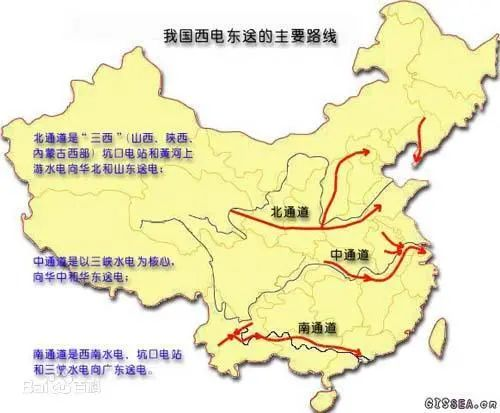 我国西电东送的主要路线
北通道是“三西”(山西、陕西、
内蒙古西部)坑口电站和黄河上
游水电向华北和山东送电;
北通道
中通道
中通道是以三峡水电为核心,
向华中和华东送电;
南通道
南通道是西南水电、坑口电站
和三峡水电向广东送电。
Bai百科
GISSEA.cn